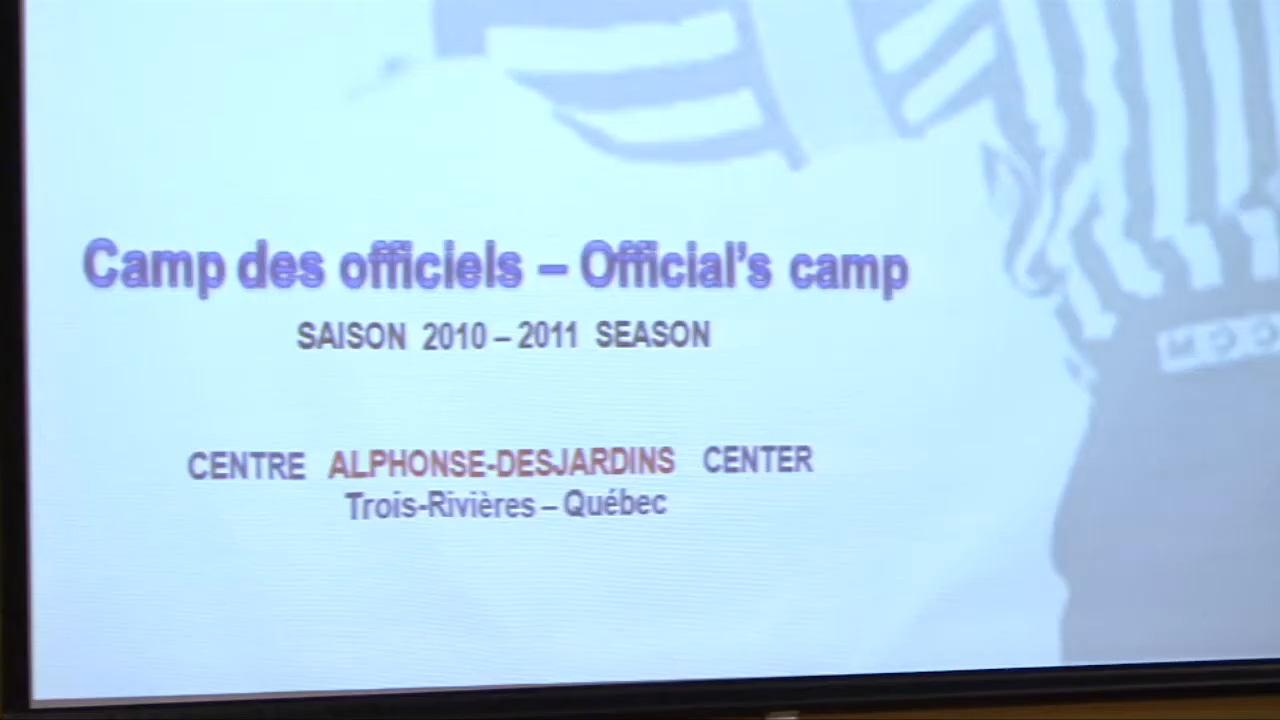 Camp des officiels – Official's camp
SAISON 2010 – 2011 SEASON
CENTRE ALPHONSE-DESJARDINS CENTER
Trois-Rivières – Québec